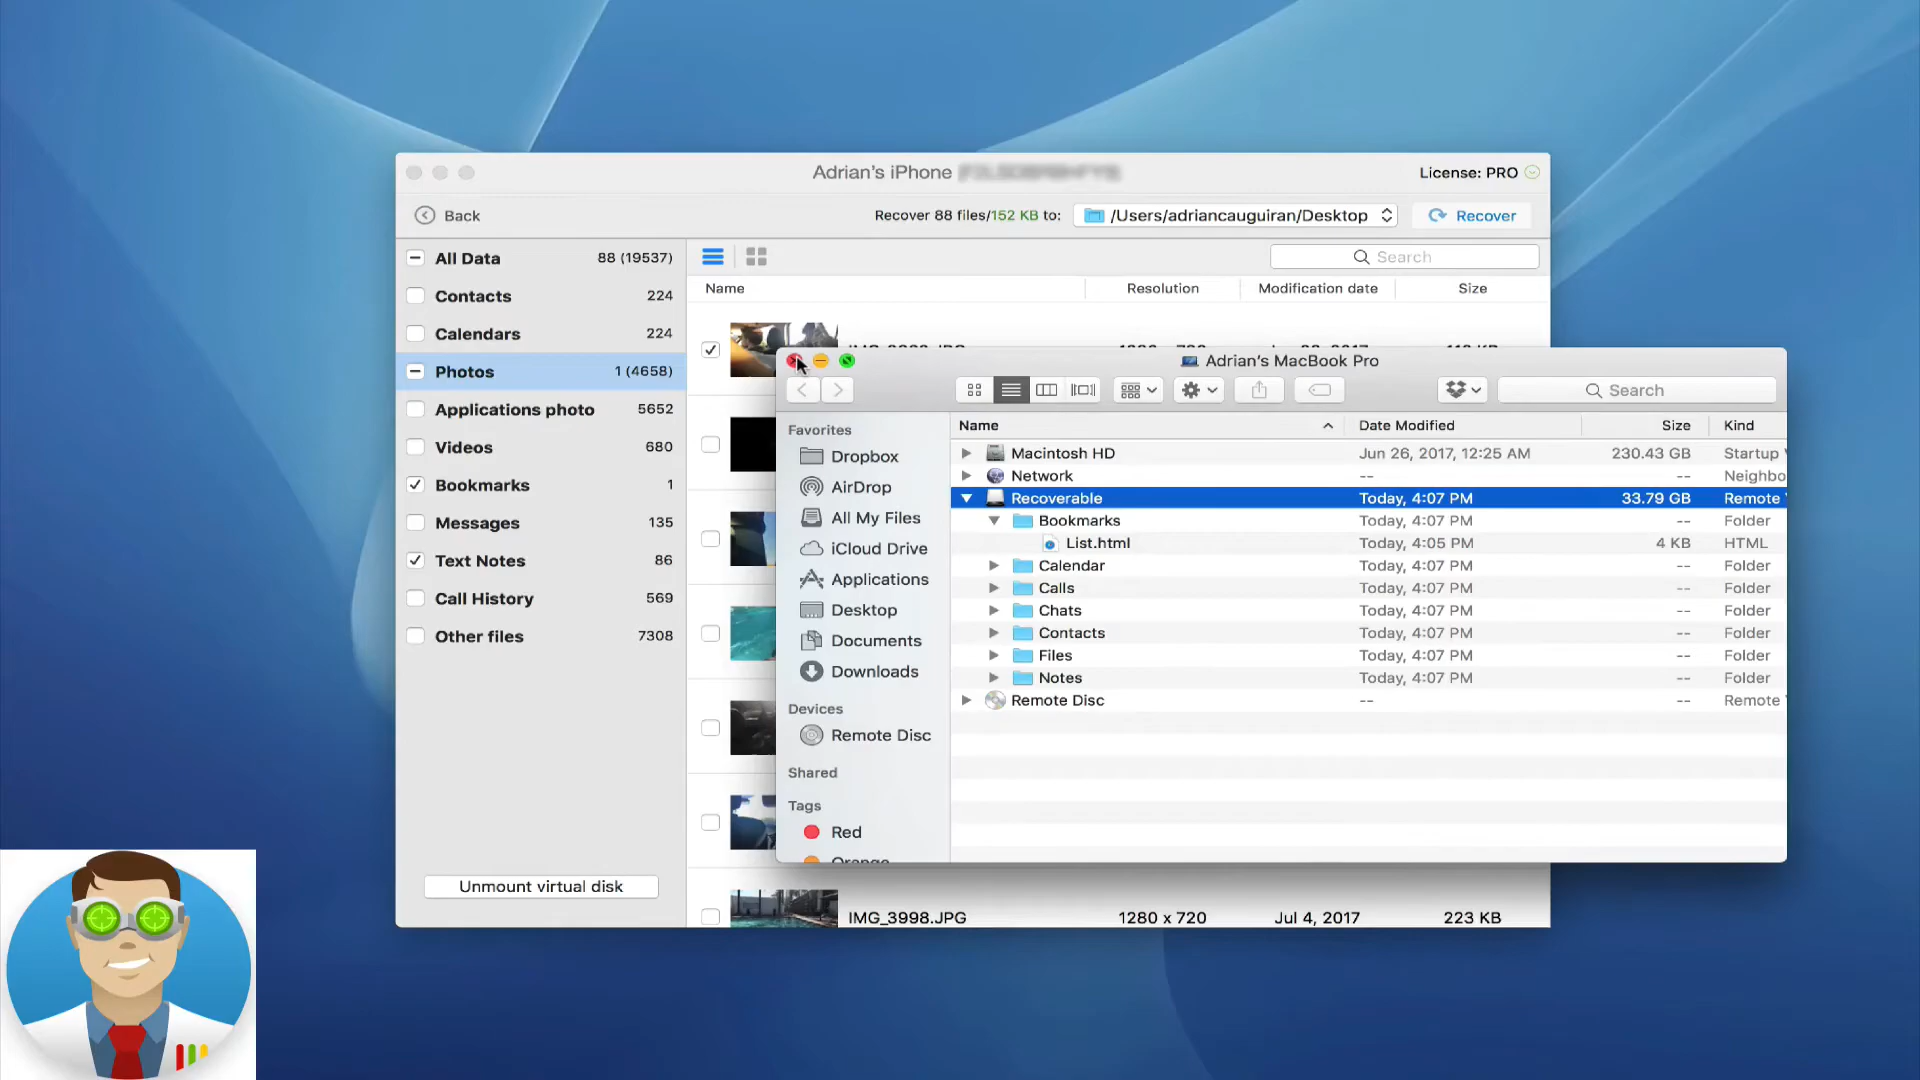 Adrian's iPhone
License: PRO
Back
Recover 88 files/152 KB to:
/Users/adriancauguiran/Desktop
Recover
All Data 88 (19537)
Contacts 224
Calendars 224
Photos 1 (4658)
Applications photo 5652
Videos 680
Bookmarks 1
Messages 135
Text Notes 86
Call History 569
Other files 7308
Unmount virtual disk
Search
Name Resolution Modification date Size
IMG_3998.JPG 1280 x 720 Jul 4, 2017 223 KB
Adrian's MacBook Pro
Search
Favorites
Dropbox
AirDrop
All My Files
iCloud Drive
Applications
Desktop
Documents
Downloads
Devices
Remote Disc
Shared
Tags
Red
Orange
Name Date Modified Size Kind
Macintosh HD Jun 26, 2017, 12:25 AM 230.43 GB Startup
Network -- -- Neighbo
Recoverable Today, 4:07 PM 33.79 GB Remote
Bookmarks Today, 4:07 PM -- Folder
List.html Today, 4:05 PM 4 KB HTML
Calendar Today, 4:07 PM -- Folder
Calls Today, 4:07 PM -- Folder
Chats Today, 4:07 PM -- Folder
Contacts Today, 4:07 PM -- Folder
Files Today, 4:07 PM -- Folder
Notes Today, 4:07 PM -- Folder
Remote Disc -- -- Remote